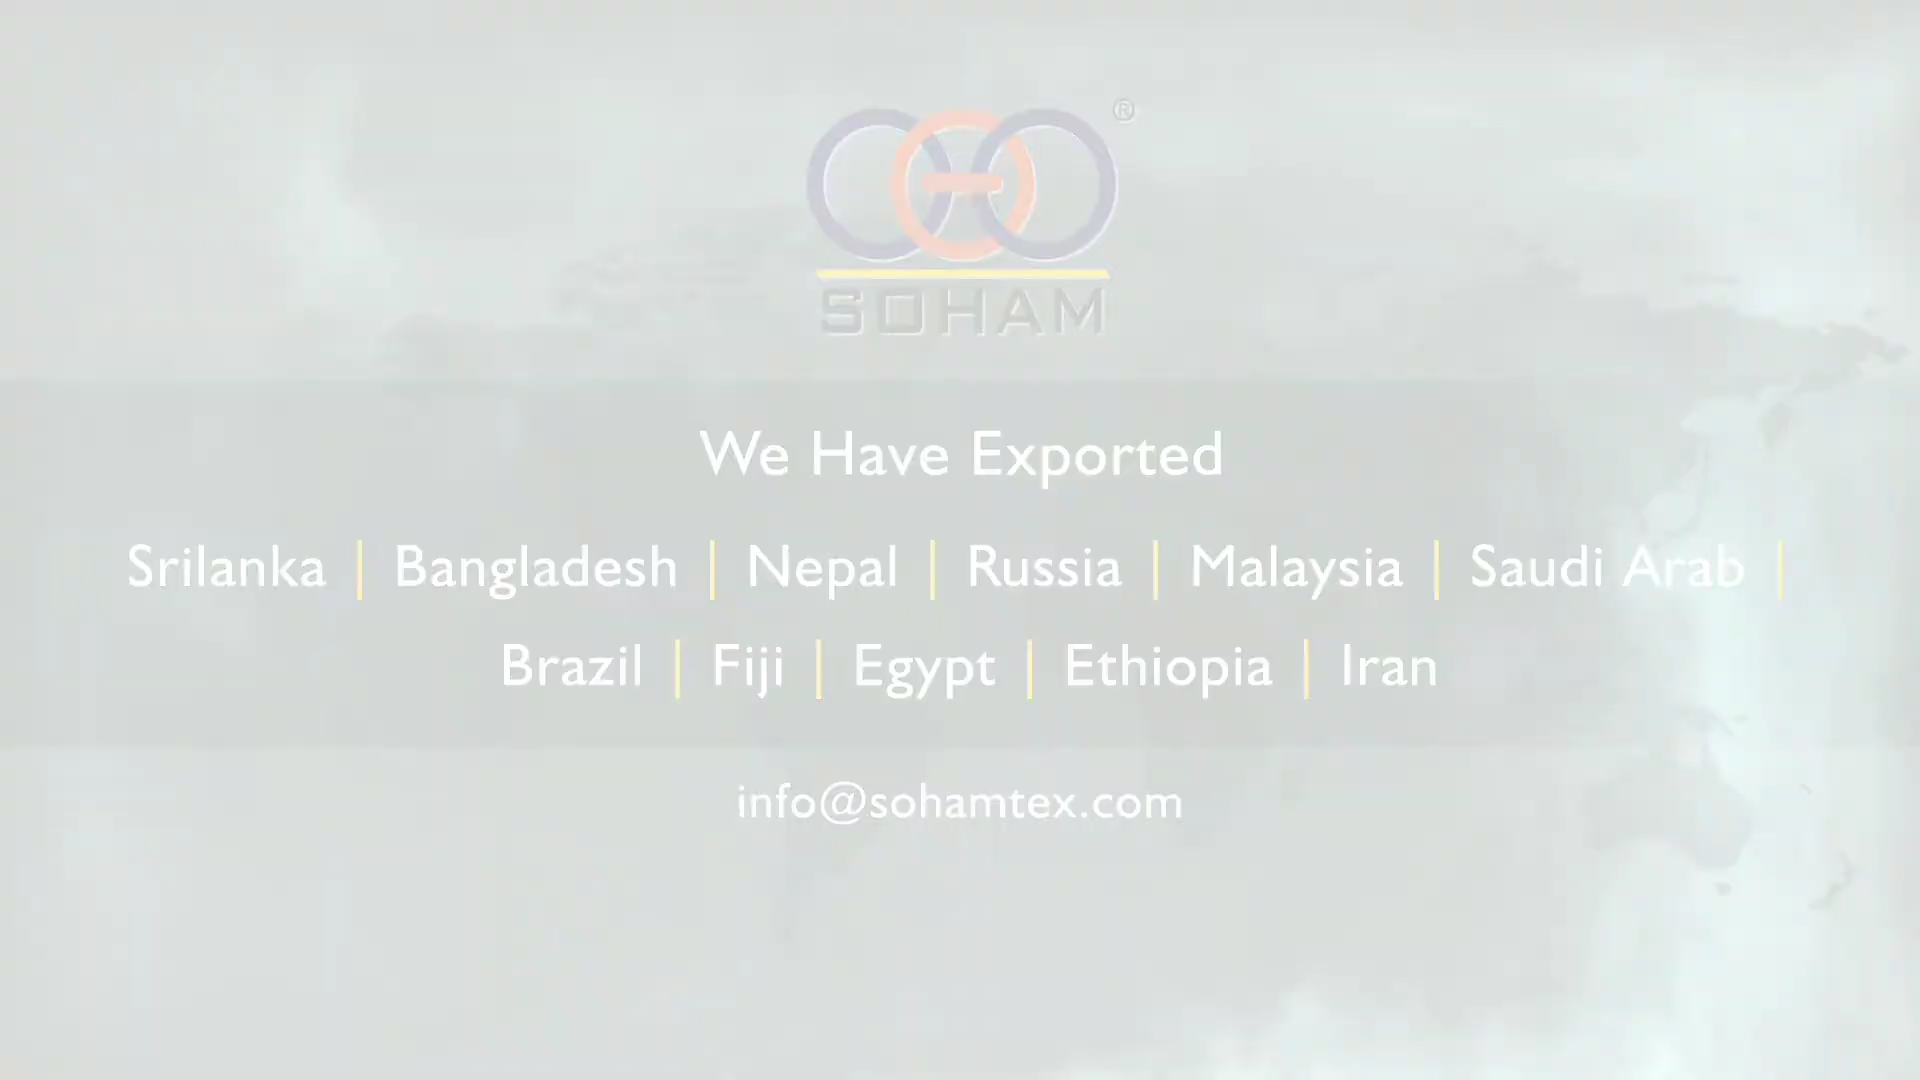 ®
SOHAM
We Have Exported
Srilanka | Bangladesh | Nepal | Russia | Malaysia | Saudi Arab |
Brazil | Fiji | Egypt | Ethiopia | Iran
info@sohamtex.com